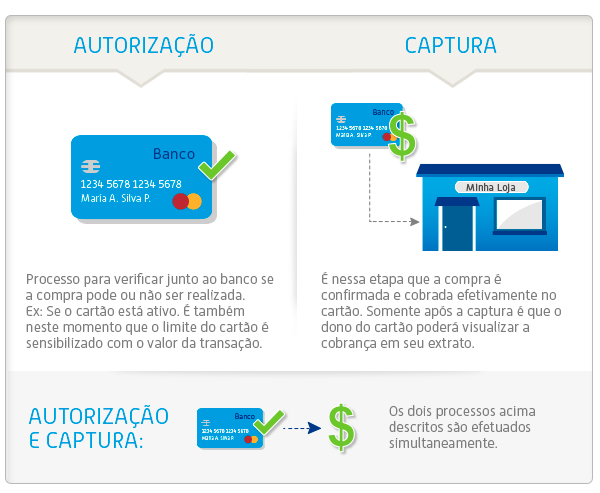 AUTORIZAÇÃO
CAPTURA
Banco
1234 5678 1234 5678
Maria A. Silva P.
Banco
1234 5678 1234 5678
MARIA A. SILVA P.
$
Minha Loja
Processo para verificar junto ao banco se
a compra pode ou não ser realizada.
Ex: Se o cartão está ativo. É também
neste momento que o limite do cartão é
sensibilizado com o valor da transação.
É nessa etapa que a compra é
confirmada e cobrada efetivamente no
cartão. Somente após a captura é que o
dono do cartão poderá visualizar a
cobrança em seu extrato.
AUTORIZAÇÃO
E CAPTURA:
Banco
1234 5678 1234 5678
MARIA A. SILVA P.
$
Os dois processos acima
descritos são efetuados
simultaneamente.